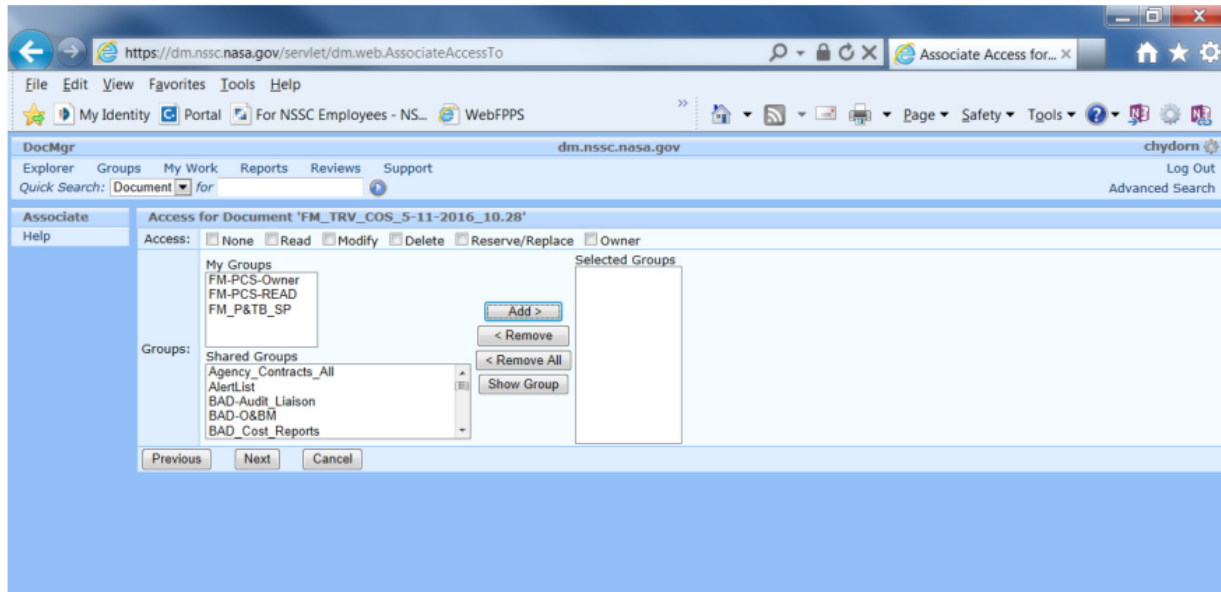 https://dm.nssc.nasa.gov/servlet/dm.web.AssociateAccessTo
Associate Access for...
File Edit View Favorites Tools Help
My Identity Portal For NSSC Employees - NS... WebFPPS
Page Safety Tools
DocMgr dm.nssc.nasa.gov chydorn
Explorer Groups My Work Reports Reviews Support Log Out
Quick Search: Document for Advanced Search
Associate Access for Document 'FM_TRV_COS_5-11-2016_10.28'
Help Access: None Read Modify Delete Reserve/Replace Owner
My Groups Selected Groups
FM-PCS-Owner
FM-PCS-READ
FM_P&TB_SP Add >
< Remove
Groups: Shared Groups < Remove All
Agency_Contracts_All
AlertList Show Group
BAD-Audit_Liaison
BAD-O&BM
BAD_Cost_Reports
Previous Next Cancel